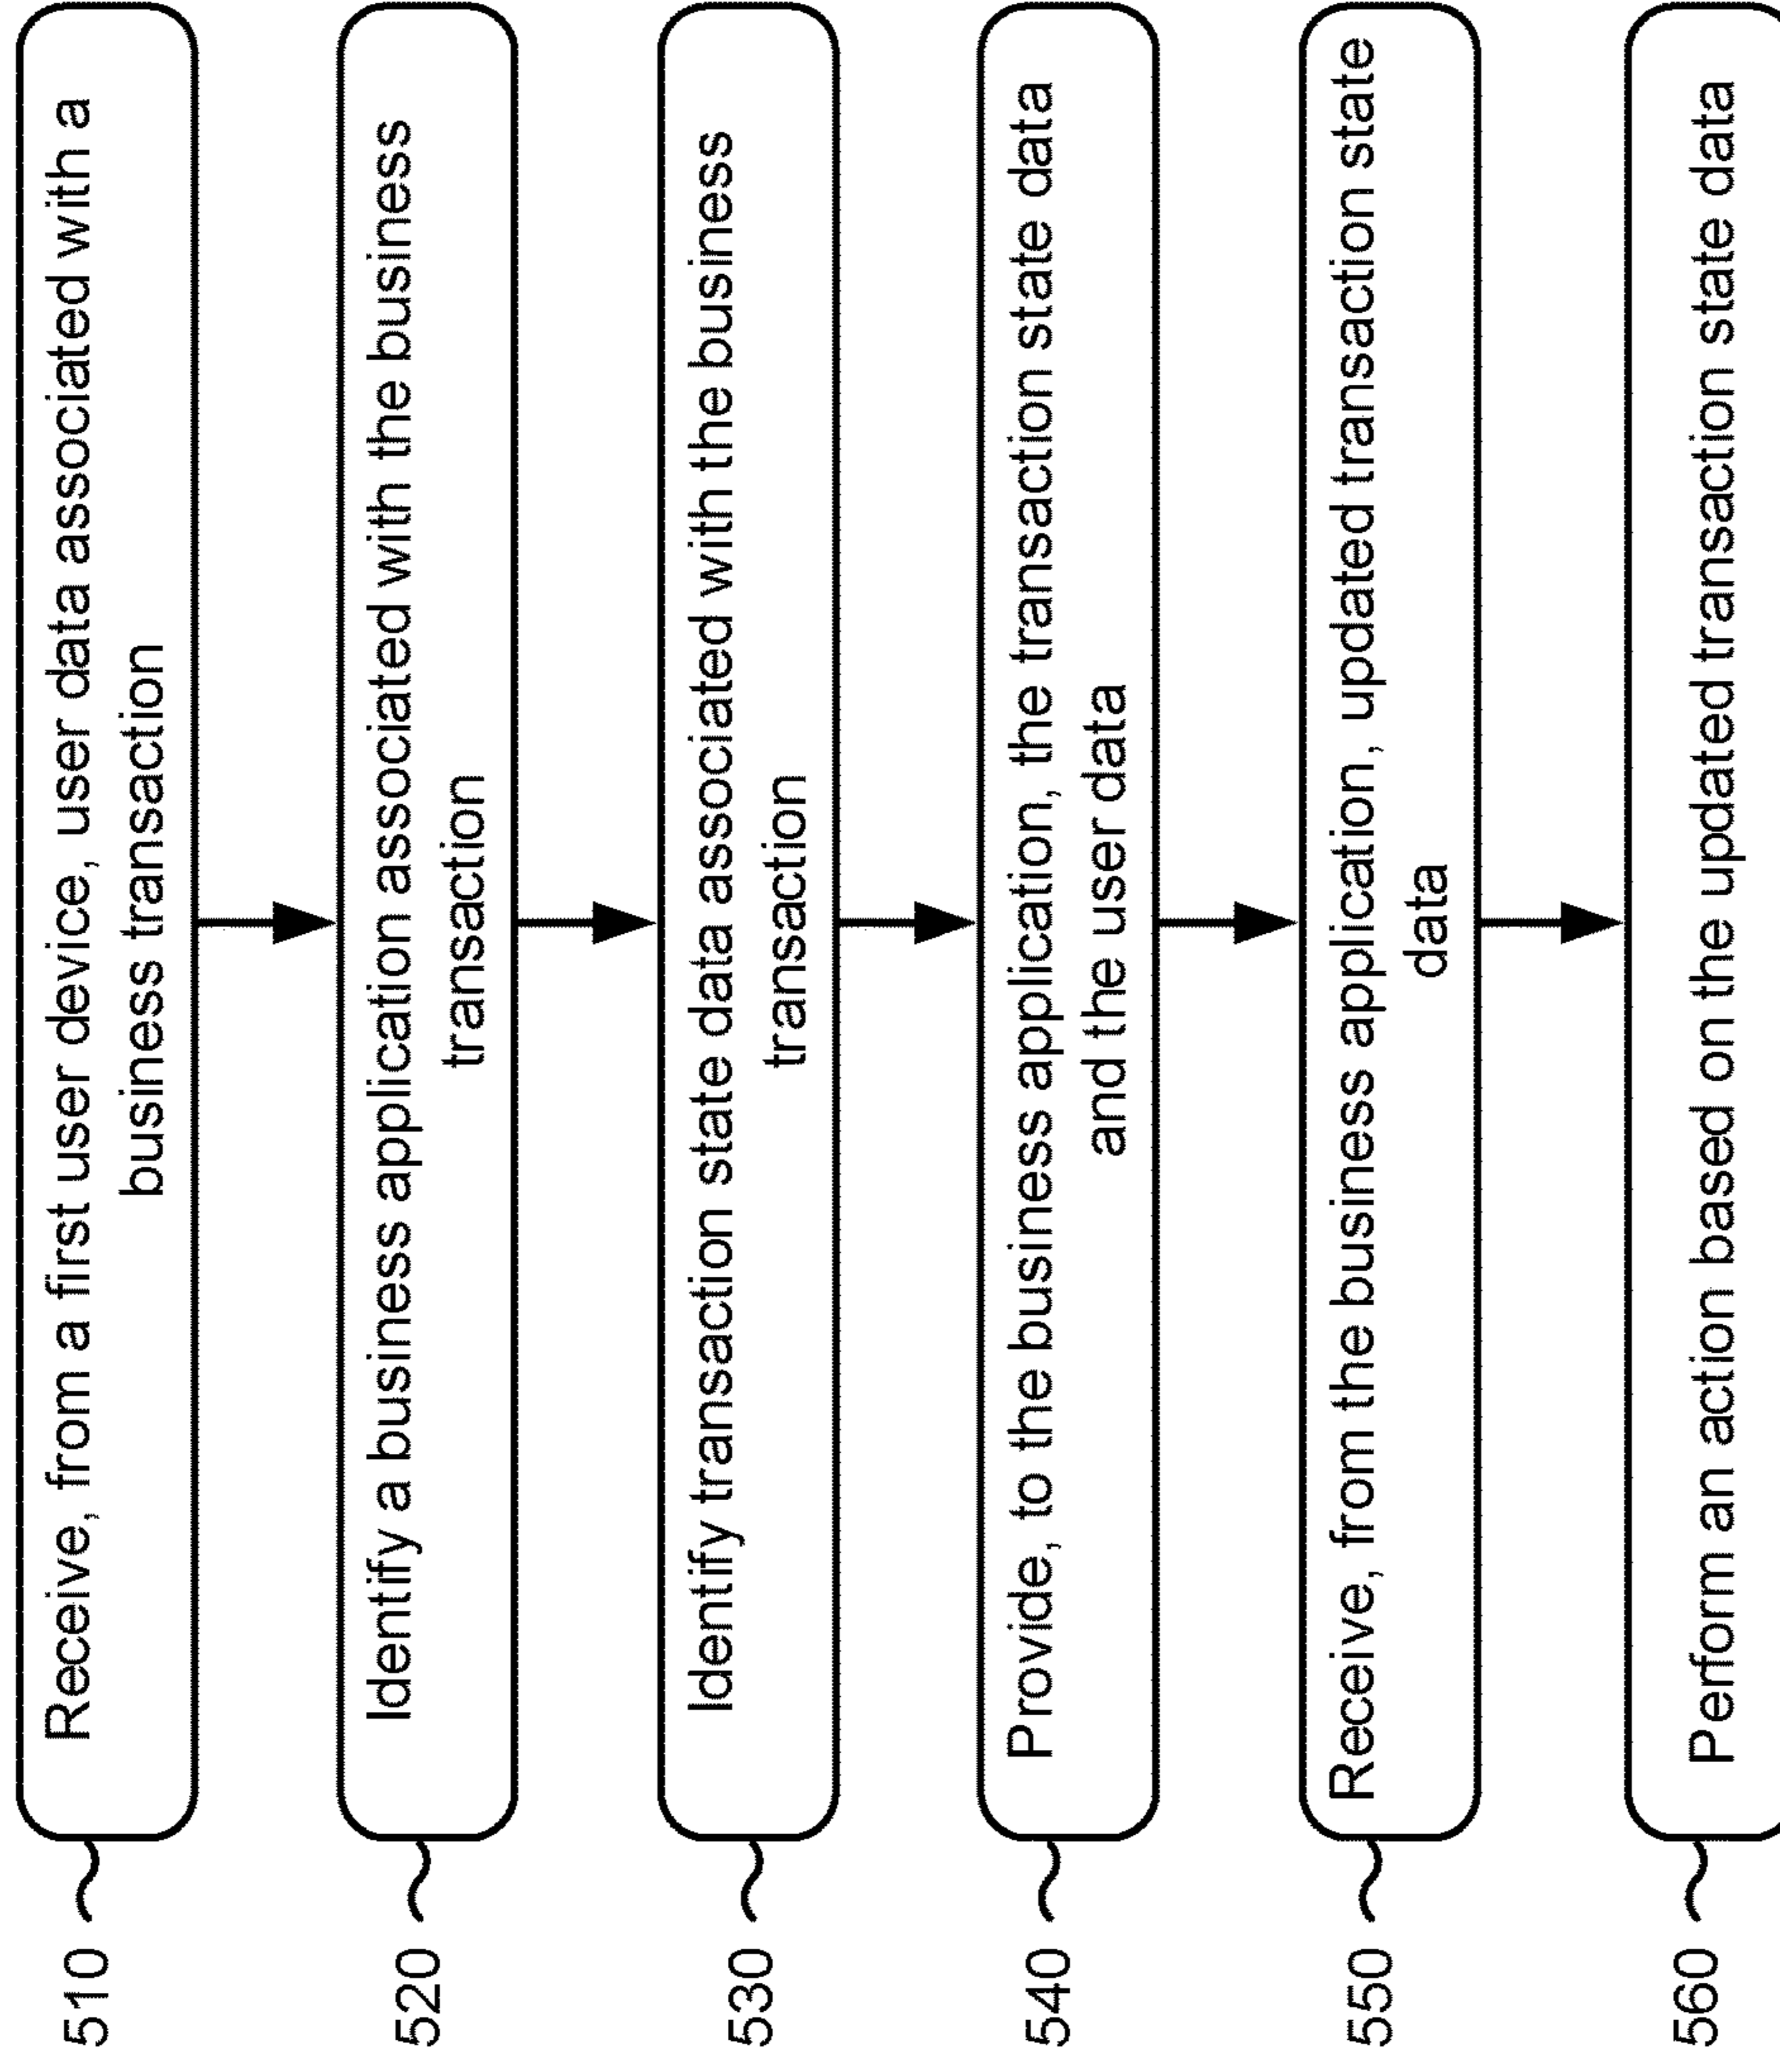 510
Receive, from a first user device, user data associated with a
business transaction
520
Identify a business application associated with the business
transaction
530
Identify transaction state data associated with the business
transaction
540
Provide, to the business application, the transaction state data
and the user data
550
Receive, from the business application, updated transaction state
data
560
Perform an action based on the updated transaction state data